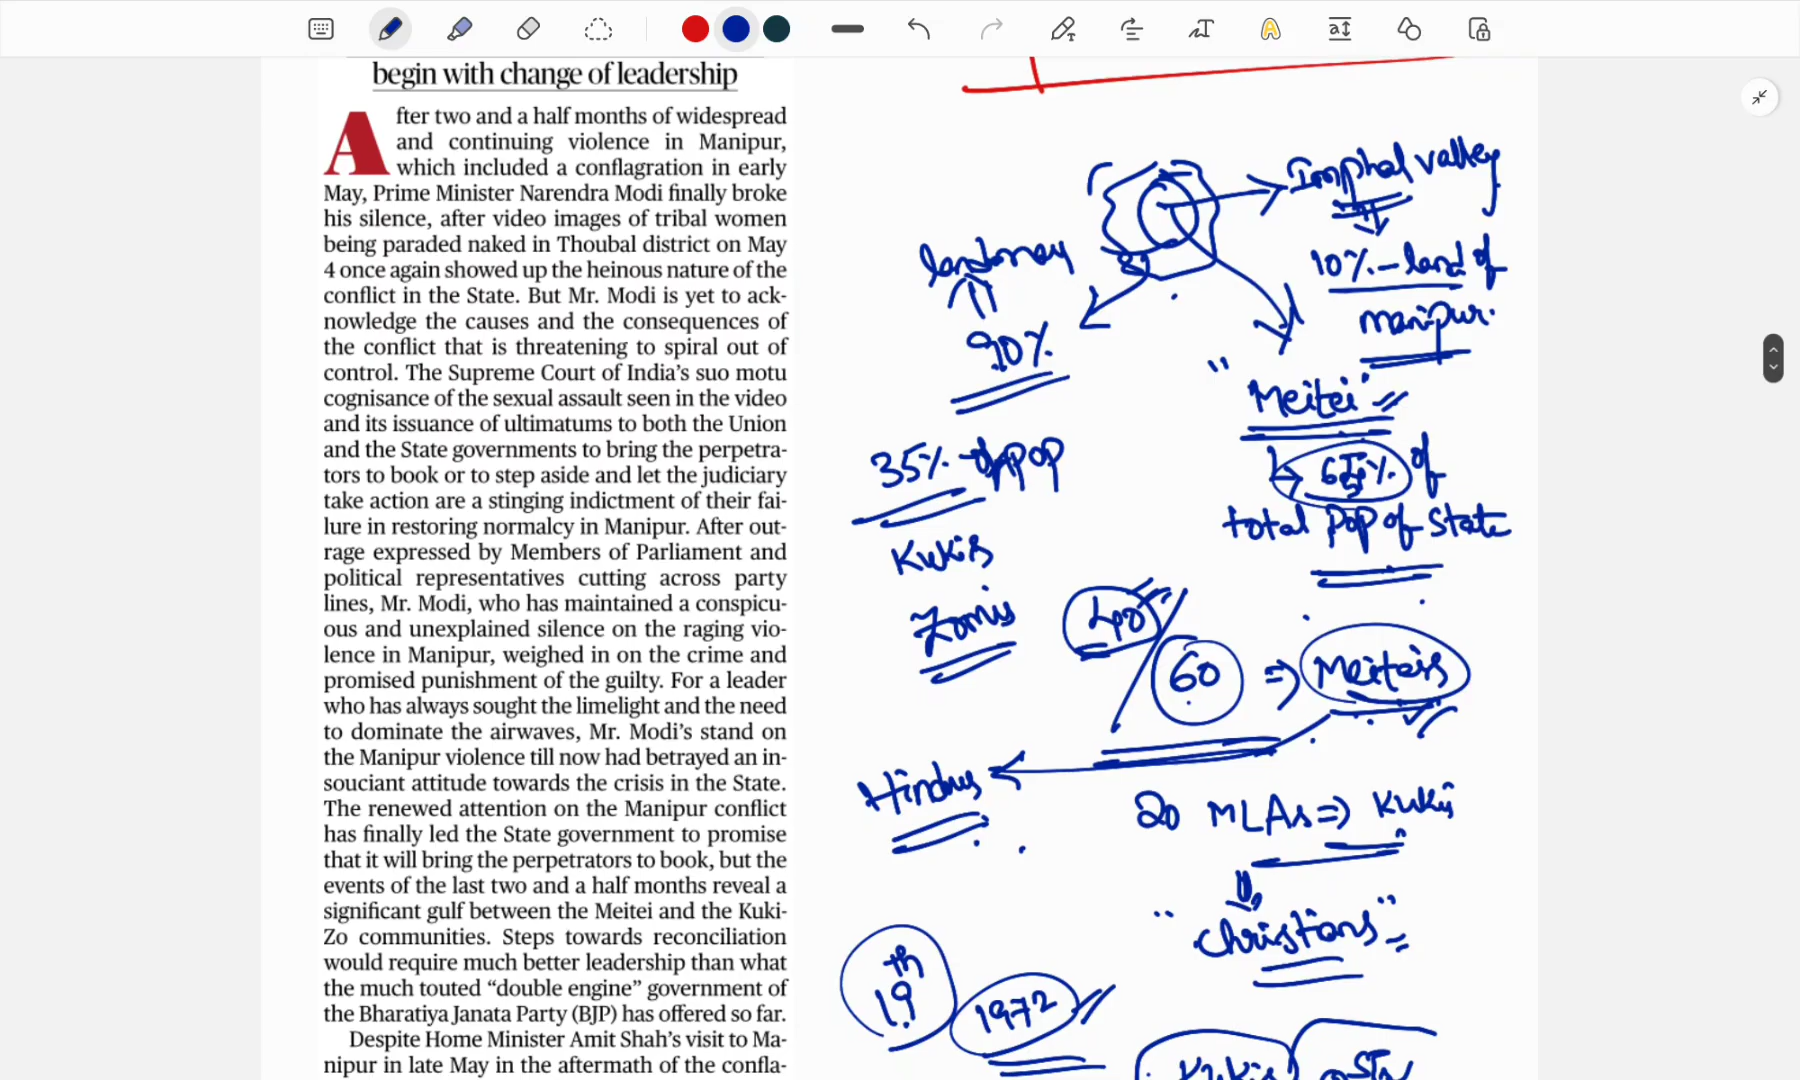 begin with change of leadership
After two and a half months of widespread
and continuing violence in Manipur,
which included a conflagration in early
May, Prime Minister Narendra Modi finally broke
his silence, after video images of tribal women
being paraded naked in Thoubal district on May
4 once again showed up the heinous nature of the
conflict in the State. But Mr. Modi is yet to ack-
nowledge the causes and the consequences of
the conflict that is threatening to spiral out of
control. The Supreme Court of India's suo motu
cognisance of the sexual assault seen in the video
and its issuance of ultimatums to both the Union
and the State governments to bring the perpetra-
tors to book or to step aside and let the judiciary
take action are a stinging indictment of their fai-
lure in restoring normalcy in Manipur. After out-
rage expressed by Members of Parliament and
political representatives cutting across party
lines, Mr. Modi, who has maintained a conspicu-
ous and unexplained silence on the raging vio-
lence in Manipur, weighed in on the crime and
promised punishment of the guilty. For a leader
who has always sought the limelight and the need
to dominate the airwaves, Mr. Modi's stand on
the Manipur violence till now had betrayed an in-
souciant attitude towards the crisis in the State.
The renewed attention on the Manipur conflict
has finally led the State government to promise
that it will bring the perpetrators to book, but the
events of the last two and a half months reveal a
significant gulf between the Meitei and the Kuki-
Zo communities. Steps towards reconciliation
would require much better leadership than what
the much touted "double engine" government of
the Bharatiya Janata Party (BJP) has offered so far.
Despite Home Minister Amit Shah's visit to Ma-
nipur in late May in the aftermath of the confla-
Imphal valley
10% - land of
manipur.
90%
"Meitei"
35% of pop
65% of
total pop of state
Kukis
Zomis
40/60 => Meiteis
Hindus
20 MLAs => Kukis
"Christians"
19th
1972
Kukis